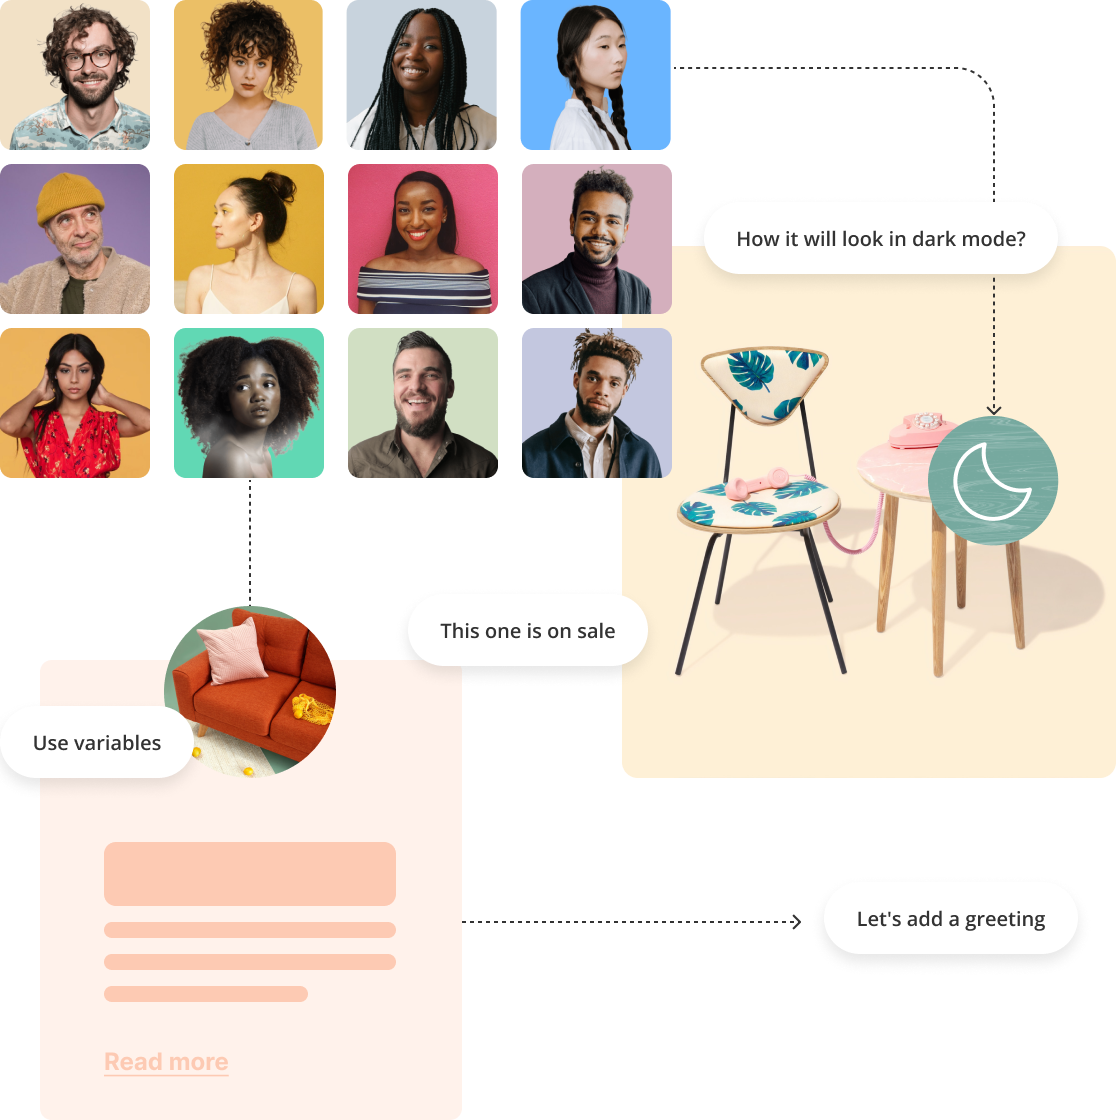 How it will look in dark mode?
This one is on sale
Use variables
Let's add a greeting
Read more